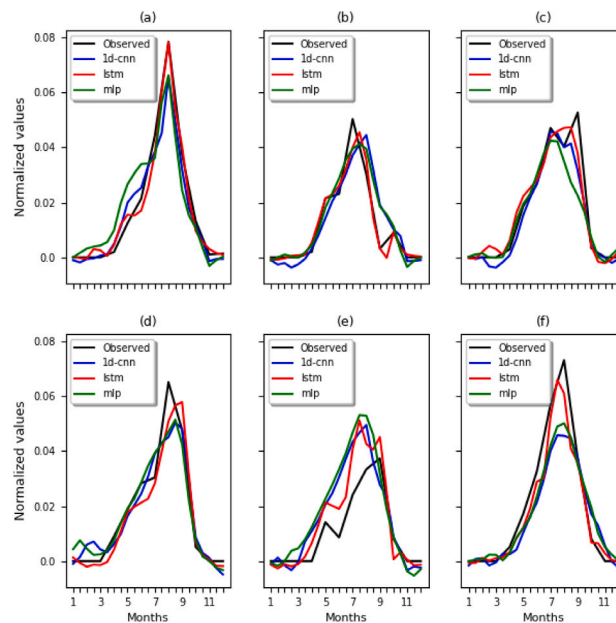 (a) (b) (c)
0.08
0.06
0.04
0.02
0.0
Normalized values
Observed
1d-cnn
lstm
mlp
Observed
1d-cnn
lstm
mlp
Observed
1d-cnn
lstm
mlp
(d) (e) (f)
0.08
0.06
0.04
0.02
0.0
Normalized values
Observed
1d-cnn
lstm
mlp
Observed
1d-cnn
lstm
mlp
Observed
1d-cnn
lstm
mlp
1 3 5 7 9 11 1 3 5 7 9 11 1 3 5 7 9 11
Months Months Months